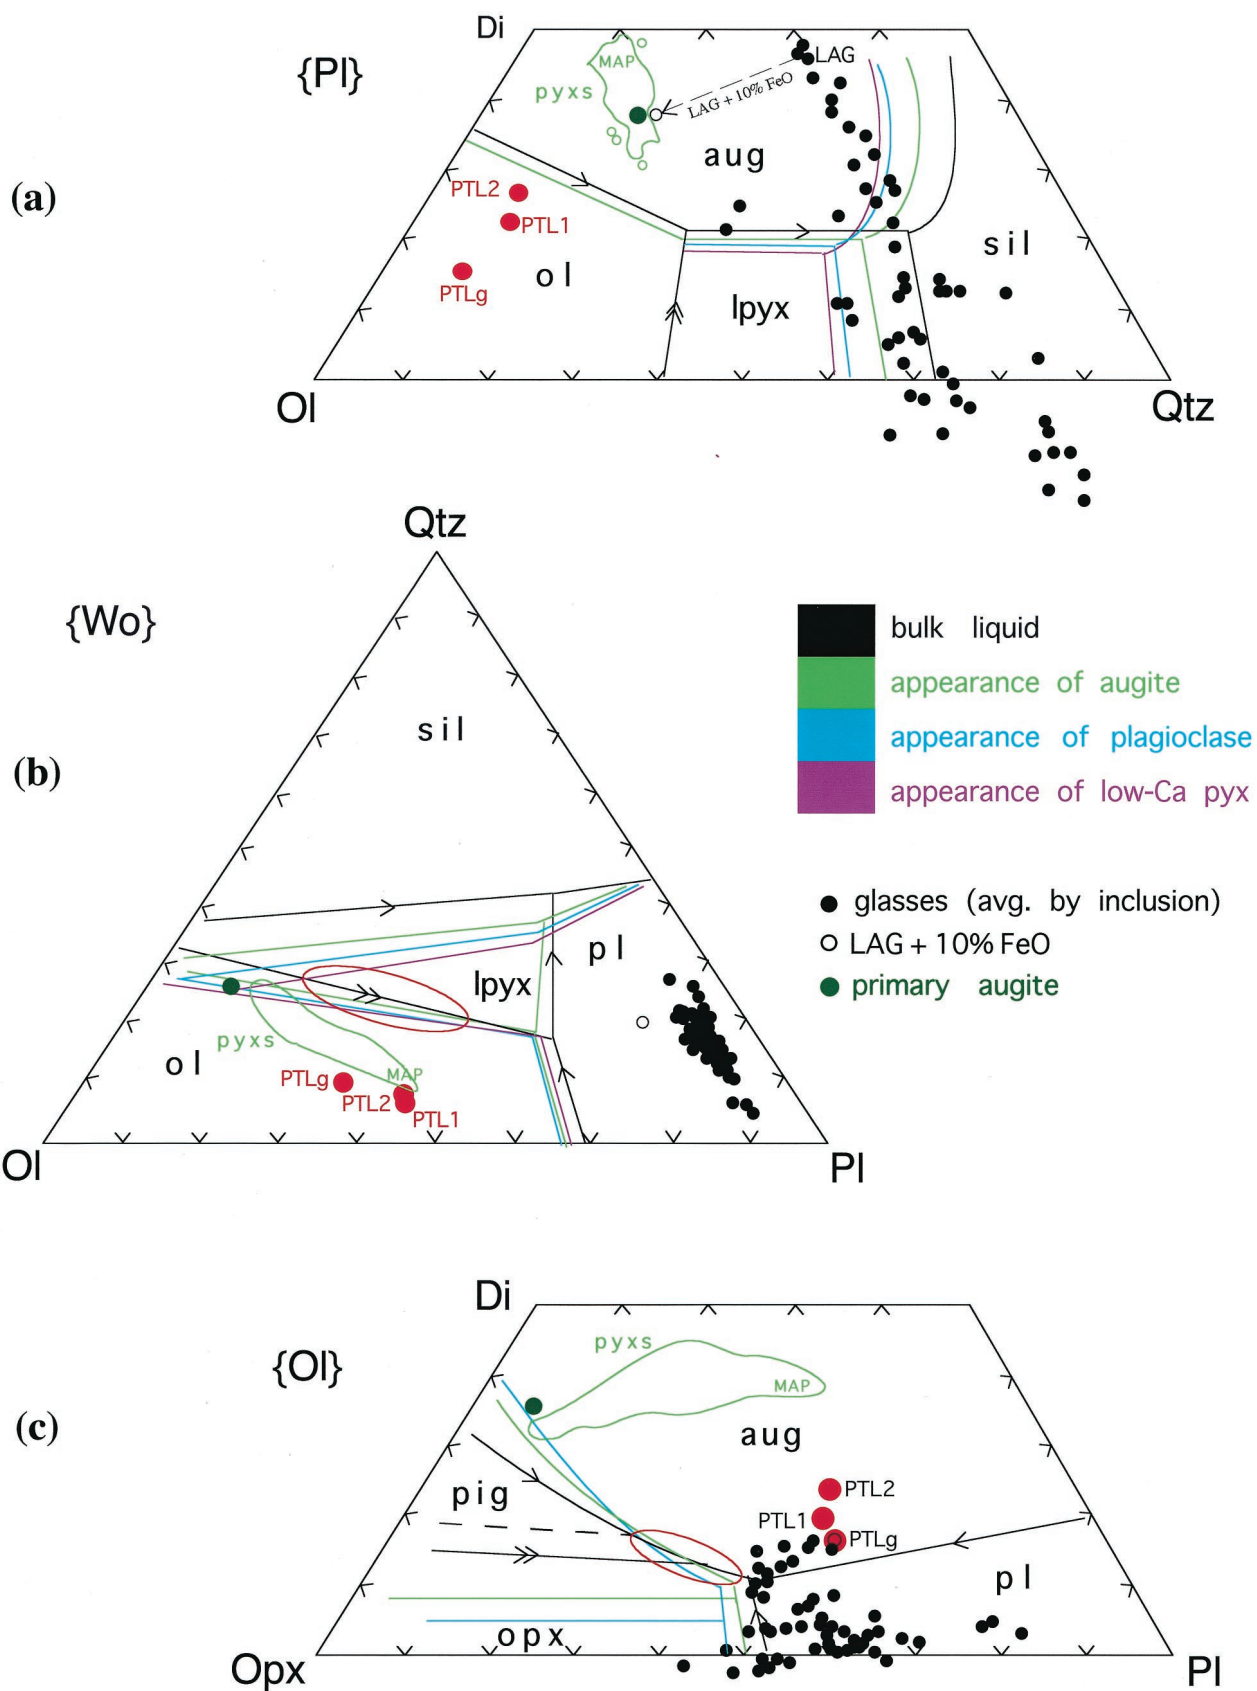 Di
{Pl}
LAG
MAP
pyxs
LAG + 10% FeO
aug
(a)
PTL2
PTL1
PTLg
ol
sil
lpyx
Ol
Qtz
Qtz
{Wo}
bulk liquid
appearance of augite
appearance of plagioclase
appearance of low-Ca pyx
sil
(b)
glasses (avg. by inclusion)
LAG + 10% FeO
primary augite
pl
lpyx
pyxs
ol
MAP
PTLg
PTL2
PTL1
Ol
Pl
Di
{Ol}
pyxs
MAP
(c)
aug
pig
PTL2
PTL1
PTLg
pl
opx
Opx
Pl